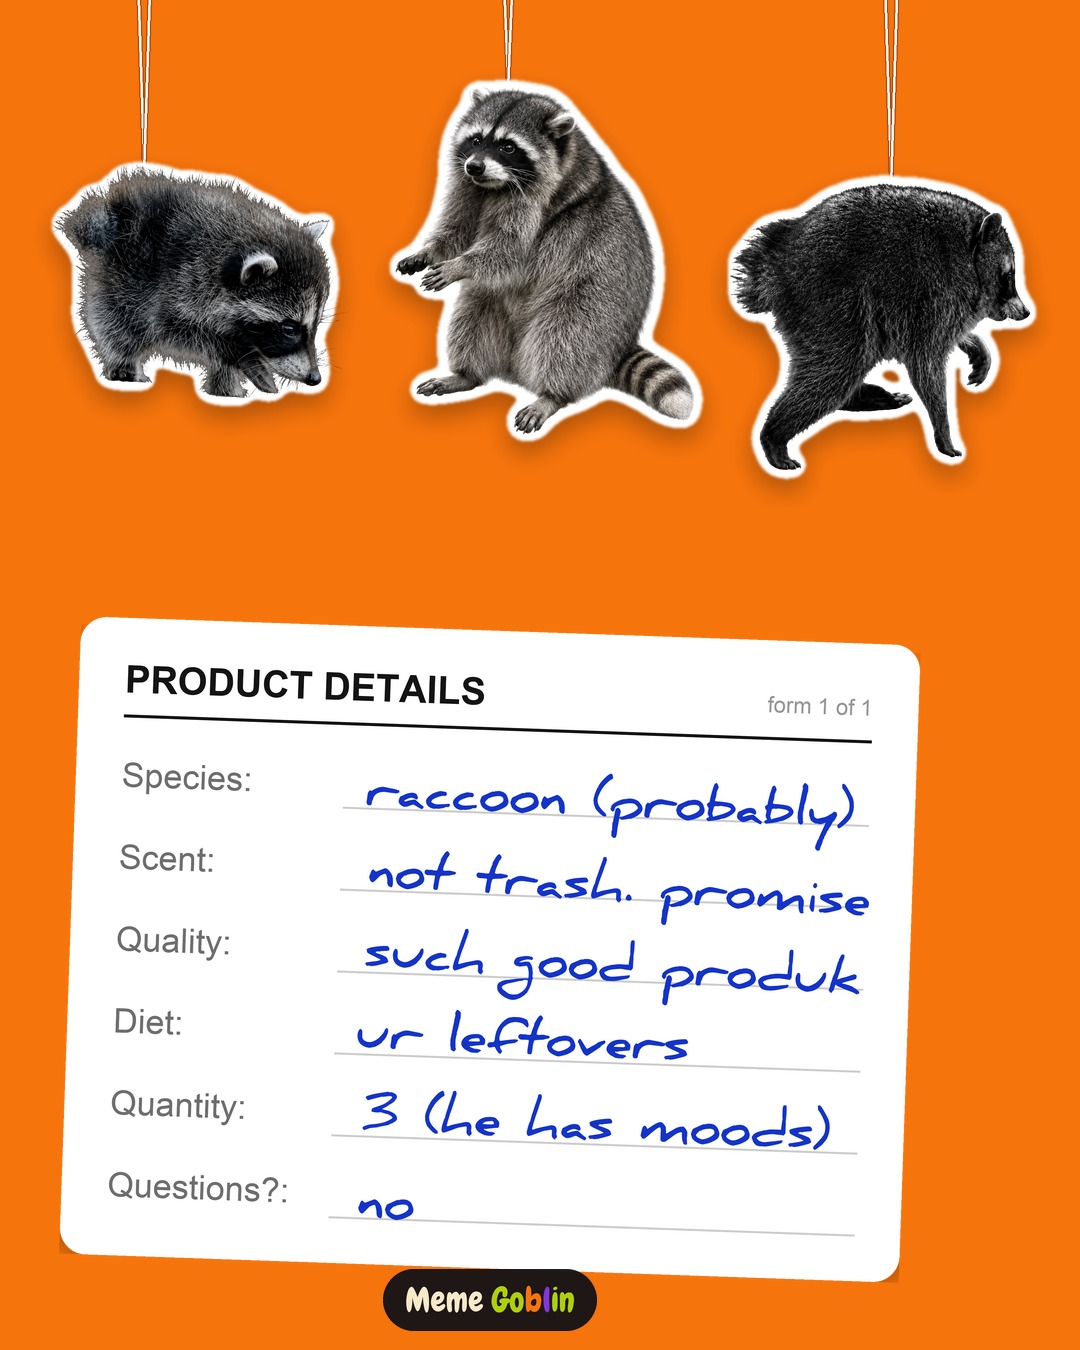 PRODUCT DETAILS
form 1 of 1
Species: raccoon (probably)
Scent: not trash. promise
Quality: such good produk
Diet: ur leftovers
Quantity: 3 (he has moods)
Questions?: no
Meme Goblin